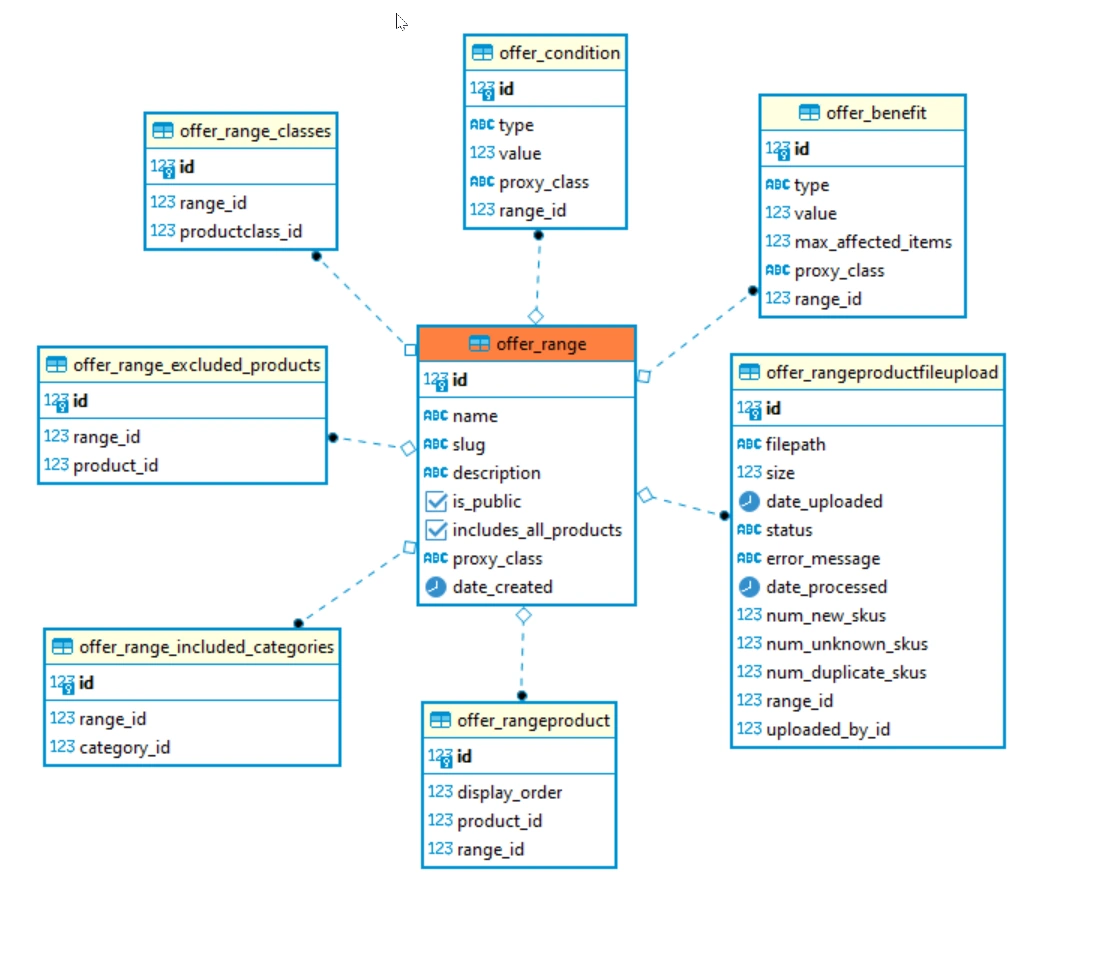 offer_condition
123 id
ABC type
123 value
ABC proxy_class
123 range_id
offer_benefit
123 id
ABC type
123 value
123 max_affected_items
ABC proxy_class
123 range_id
offer_range_classes
123 id
123 range_id
123 productclass_id
offer_range
123 id
ABC name
ABC slug
ABC description
is_public
includes_all_products
ABC proxy_class
date_created
offer_range_excluded_products
123 id
123 range_id
123 product_id
offer_rangeproductfileupload
123 id
ABC filepath
123 size
date_uploaded
ABC status
ABC error_message
date_processed
123 num_new_skus
123 num_unknown_skus
123 num_duplicate_skus
123 range_id
123 uploaded_by_id
offer_range_included_categories
123 id
123 range_id
123 category_id
offer_rangeproduct
123 id
123 display_order
123 product_id
123 range_id